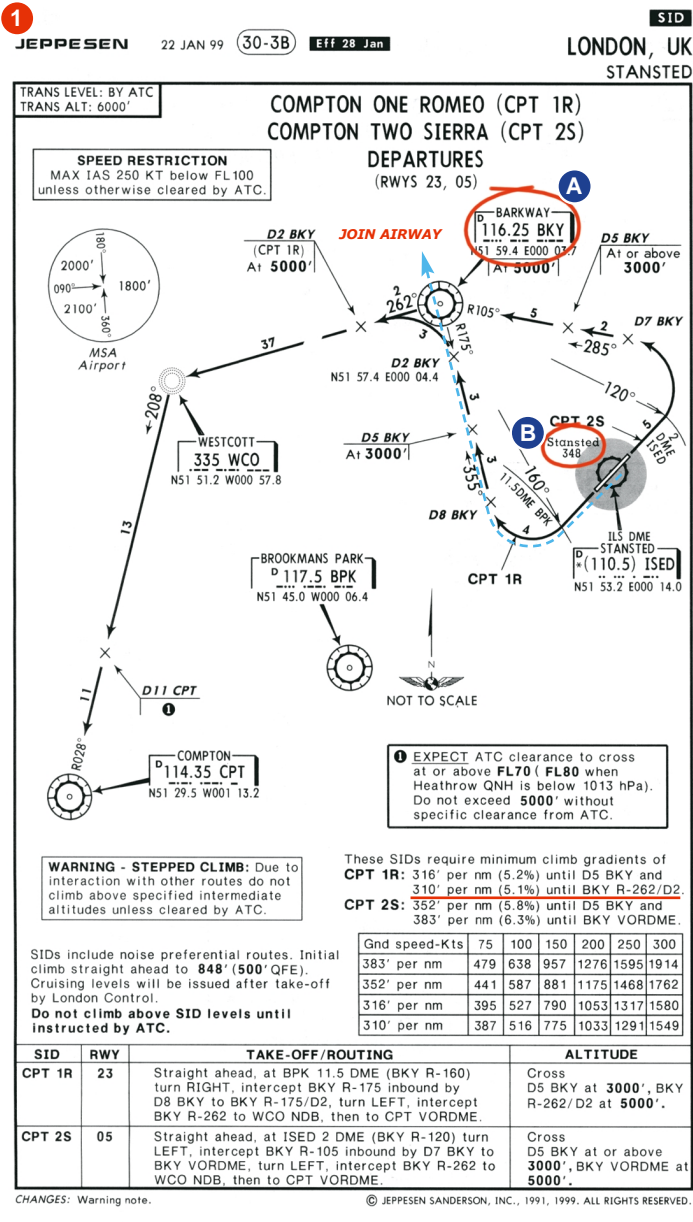 1
SID
JEPPESEN 22 JAN 99 30-3B Eff 28 Jan
LONDON, UK
STANSTED
TRANS LEVEL: BY ATC
TRANS ALT: 6000'
COMPTON ONE ROMEO (CPT 1R)
COMPTON TWO SIERRA (CPT 2S)
DEPARTURES
(RWYS 23, 05)
SPEED RESTRICTION
MAX IAS 250 KT below FL100
unless otherwise cleared by ATC.
A
BARKWAY
D 116.25 BKY
N51 59.4 E000 03.7
At 5000'
JOIN AIRWAY
D2 BKY
(CPT 1R)
At 5000'
D5 BKY
At or above
3000'
180°
2000'
090°
1800'
2100'
360°
MSA
Airport
2
262°
R105°
5
2
285°
D7 BKY
37
3
R175°
D2 BKY
N51 57.4 E000 04.4
120°
208°
3
CPT 2S
5
2
DME
ISED
WESTCOTT
335 WCO
N51 51.2 W000 57.8
D5 BKY
At 3000'
B
Stansted
348
3
355°
160°
11.5DME BPK
D8 BKY
4
13
CPT 1R
ILS DME
STANSTED
D *(110.5) ISED
N51 53.2 E000 14.0
BROOKMANS PARK
D 117.5 BPK
N51 45.0 W000 06.4
N
NOT TO SCALE
11
D11 CPT
1
R028°
COMPTON
D 114.35 CPT
N51 29.5 W001 13.2
1 EXPECT ATC clearance to cross
at or above FL70 ( FL80 when
Heathrow QNH is below 1013 hPa).
Do not exceed 5000' without
specific clearance from ATC.
WARNING - STEPPED CLIMB: Due to
interaction with other routes do not
climb above specified intermediate
altitudes unless cleared by ATC.
These SIDs require minimum climb gradients of
CPT 1R: 316' per nm (5.2%) until D5 BKY and
310' per nm (5.1%) until BKY R-262/D2.
CPT 2S: 352' per nm (5.8%) until D5 BKY and
383' per nm (6.3%) until BKY VORDME.
SIDs include noise preferential routes. Initial
climb straight ahead to 848' (500' QFE).
Cruising levels will be issued after take-off
by London Control.
Do not climb above SID levels until
instructed by ATC.
Gnd speed-Kts 75 100 150 200 250 300
383' per nm 479 638 957 1276 1595 1914
352' per nm 441 587 881 1175 1468 1762
316' per nm 395 527 790 1053 1317 1580
310' per nm 387 516 775 1033 1291 1549
SID RWY TAKE-OFF/ROUTING ALTITUDE
CPT 1R 23 Straight ahead, at BPK 11.5 DME (BKY R-160) Cross
turn RIGHT, intercept BKY R-175 inbound by D5 BKY at 3000', BKY
D8 BKY to BKY R-175/D2, turn LEFT, intercept R-262/D2 at 5000'.
BKY R-262 to WCO NDB, then to CPT VORDME.
CPT 2S 05 Straight ahead, at ISED 2 DME (BKY R-120) turn Cross
LEFT, intercept BKY R-105 inbound by D7 BKY to D5 BKY at or above
BKY VORDME, turn LEFT, intercept BKY R-262 to 3000', BKY VORDME at
WCO NDB, then to CPT VORDME. 5000'.
CHANGES: Warning note. © JEPPESEN SANDERSON, INC., 1991, 1999. ALL RIGHTS RESERVED.